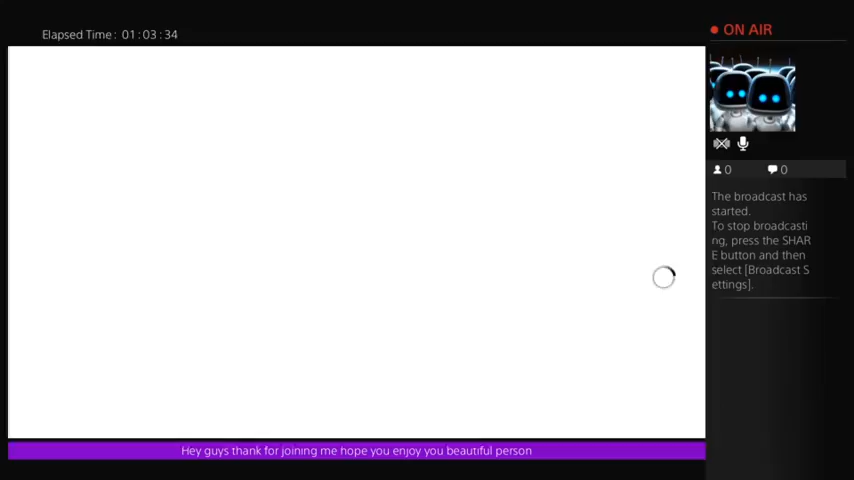 Elapsed Time: 01:03:34
ON AIR
0 0
The broadcast has
started.
To stop broadcasti
ng, press the SHAR
E button and then
select [Broadcast S
ettings].
Hey guys thank for joining me hope you enjoy you beautiful person